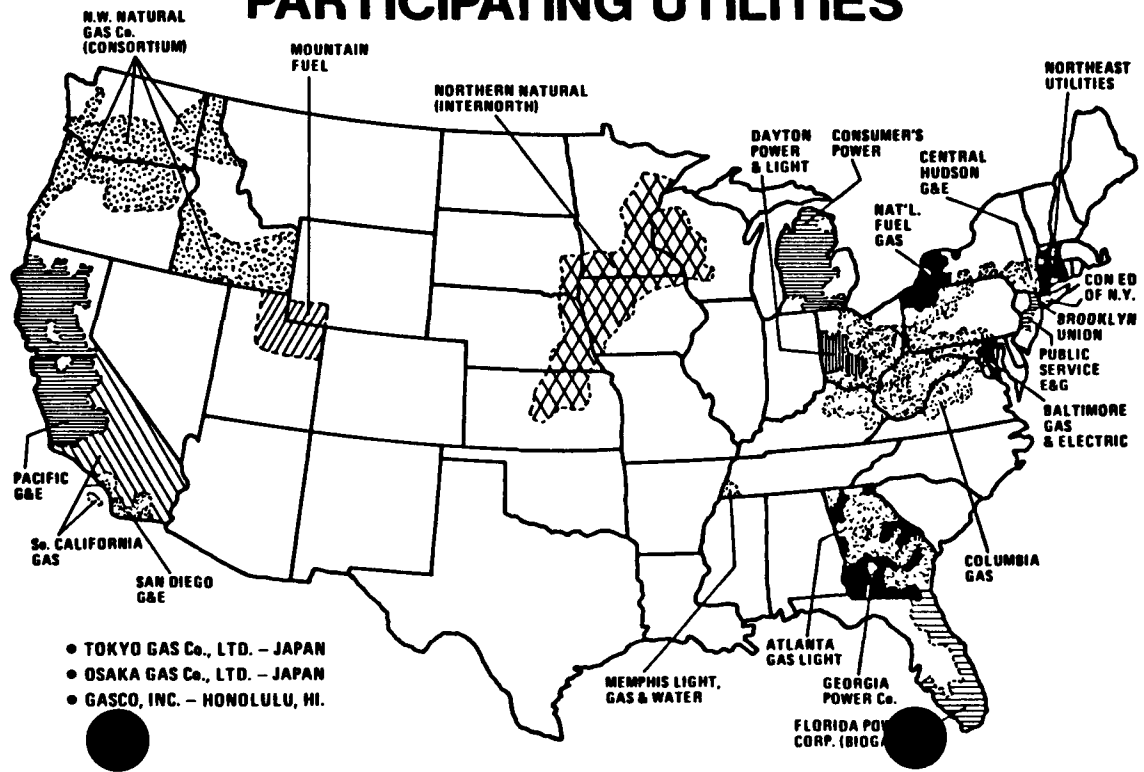 PARTICIPATING UTILITIES
N.W. NATURAL
GAS Co.
(CONSORTIUM)
MOUNTAIN
FUEL
NORTHERN NATURAL
(INTERNORTH)
DAYTON
POWER
& LIGHT
CONSUMER'S
POWER
CENTRAL
HUDSON
G&E
NORTHEAST
UTILITIES
NAT'L.
FUEL
GAS
CON ED
OF N.Y.
BROOKLYN
UNION
PUBLIC
SERVICE
E&G
BALTIMORE
GAS
& ELECTRIC
PACIFIC
G&E
So. CALIFORNIA
GAS
SAN DIEGO
G&E
COLUMBIA
GAS
ATLANTA
GAS LIGHT
MEMPHIS LIGHT,
GAS & WATER
GEORGIA
POWER Co.
FLORIDA
CORP.
• TOKYO GAS Co., LTD. – JAPAN
• OSAKA GAS Co., LTD. – JAPAN
• GASCO, INC. – HONOLULU, HI.